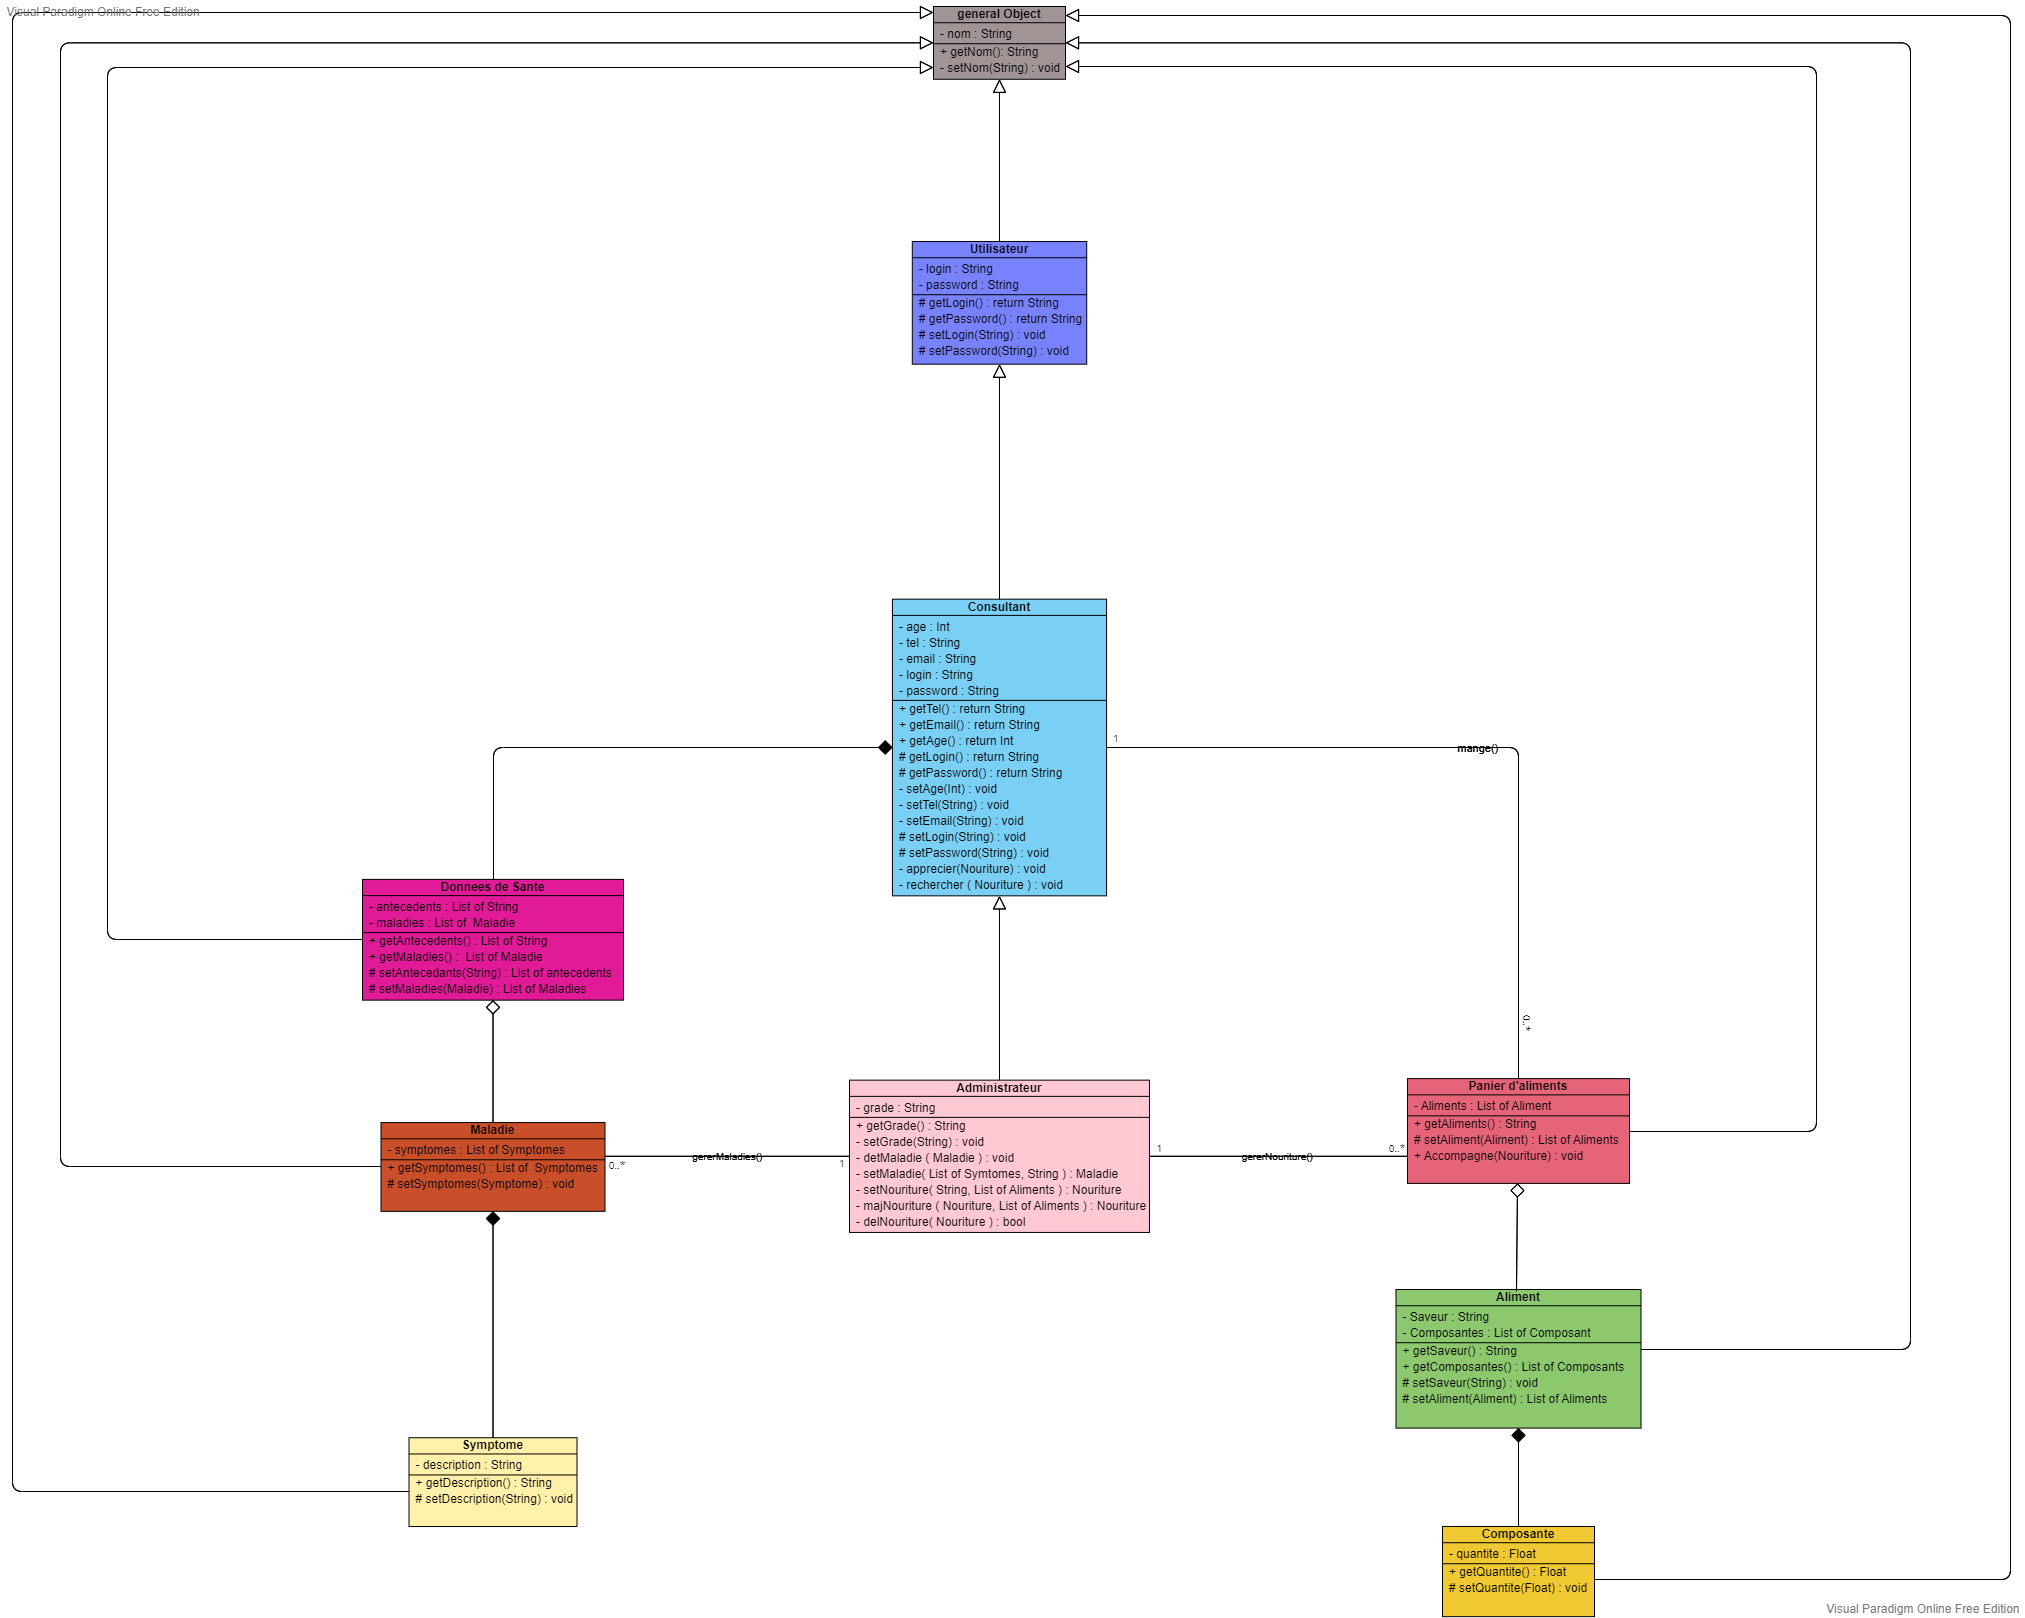 Visual Paradigm Online Free Edition
general Object
- nom : String
+ getNom(): String
- setNom(String) : void
Utilisateur
- login : String
- password : String
# getLogin() : return String
# getPassword() : return String
# setLogin(String) : void
# setPassword(String) : void
Consultant
- age : Int
- tel : String
- email : String
- login : String
- password : String
+ getTel() : return String
+ getEmail() : return String
+ getAge() : return Int
# getLogin() : return String
# getPassword() : return String
- setAge(Int) : void
- setTel(String) : void
- setEmail(String) : void
# setLogin(String) : void
# setPassword(String) : void
- apprecier(Nouriture) : void
- rechercher ( Nouriture ) : void
1
mange()
0..*
Donnees de Sante
- antecedents : List of String
- maladies : List of  Maladie
+ getAntecedents() : List of String
+ getMaladies() :  List of Maladie
# setAntecedants(String) : List of antecedents
# setMaladies(Maladie) : List of Maladies
Maladie
- symptomes : List of Symptomes
+ getSymptomes() : List of  Symptomes
# setSymptomes(Symptome) : void
0..*
gererMaladies()
1
Administrateur
- grade : String
+ getGrade() : String
- setGrade(String) : void
- detMaladie ( Maladie ) : void
- setMaladie( List of Symtomes, String ) : Maladie
- setNouriture( String, List of Aliments ) : Nouriture
- majNouriture ( Nouriture, List of Aliments ) : Nouriture
- delNouriture( Nouriture ) : bool
1
gererNouriture()
0..*
Panier d'aliments
- Aliments : List of Aliment
+ getAliments() : String
# setAliment(Aliment) : List of Aliments
+ Accompagne(Nouriture) : void
Aliment
- Saveur : String
- Composantes : List of Composant
+ getSaveur() : String
+ getComposantes() : List of Composants
# setSaveur(String) : void
# setAliment(Aliment) : List of Aliments
Symptome
- description : String
+ getDescription() : String
# setDescription(String) : void
Composante
- quantite : Float
+ getQuantite() : Float
# setQuantite(Float) : void
Visual Paradigm Online Free Edition